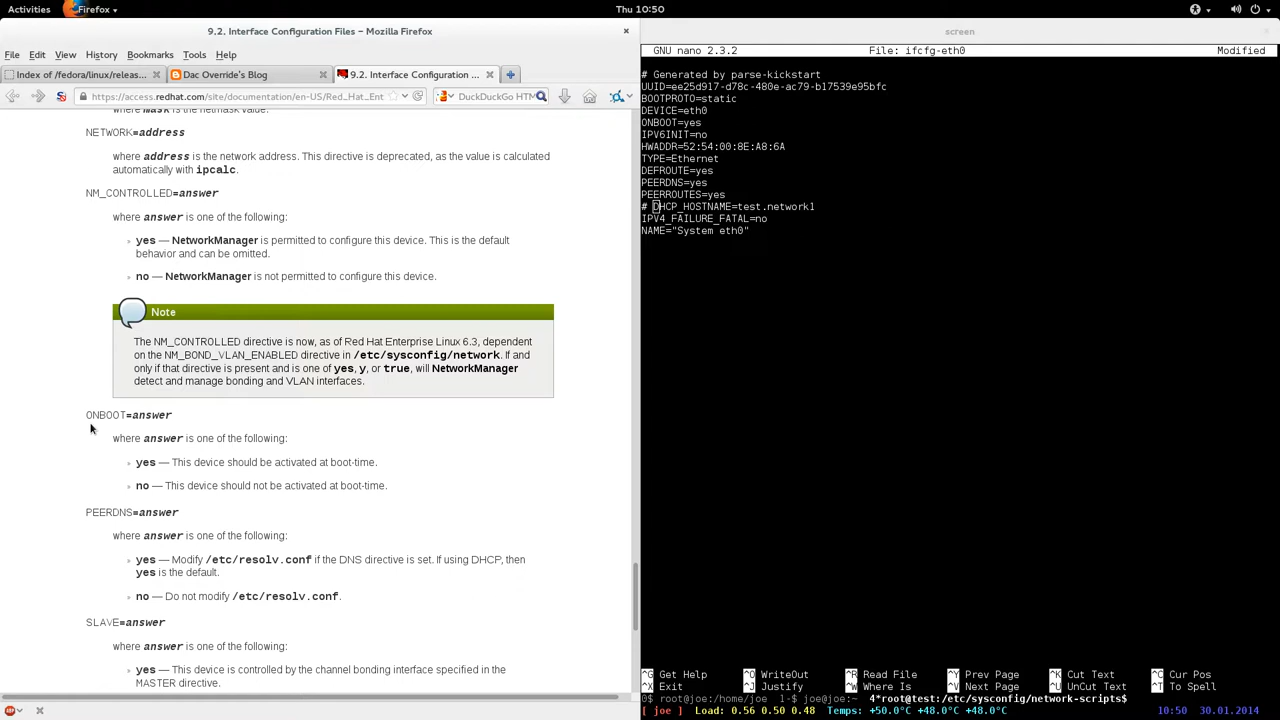 Activities Firefox Thu 10:50
9.2. Interface Configuration Files – Mozilla Firefox
File Edit View History Bookmarks Tools Help
Index of /fedora/linux/releas... Dac Override's Blog 9.2. Interface Configuration ...
https://access.redhat.com/site/documentation/en-US/Red_Hat_Ent DuckDuckGo HTM
where mask is the netmask value.
NETWORK=address
where address is the network address. This directive is deprecated, as the value is calculated
automatically with ipcalc.
NM_CONTROLLED=answer
where answer is one of the following:
yes — NetworkManager is permitted to configure this device. This is the default
behavior and can be omitted.
no — NetworkManager is not permitted to configure this device.
Note
The NM_CONTROLLED directive is now, as of Red Hat Enterprise Linux 6.3, dependent
on the NM_BOND_VLAN_ENABLED directive in /etc/sysconfig/network. If and
only if that directive is present and is one of yes, y, or true, will NetworkManager
detect and manage bonding and VLAN interfaces.
ONBOOT=answer
where answer is one of the following:
yes — This device should be activated at boot-time.
no — This device should not be activated at boot-time.
PEERDNS=answer
where answer is one of the following:
yes — Modify /etc/resolv.conf if the DNS directive is set. If using DHCP, then
yes is the default.
no — Do not modify /etc/resolv.conf.
SLAVE=answer
where answer is one of the following:
yes — This device is controlled by the channel bonding interface specified in the
MASTER directive.
screen
GNU nano 2.3.2 File: ifcfg-eth0 Modified
# Generated by parse-kickstart
UUID=ee25d917-d78c-480e-ac79-b17539e95bfc
BOOTPROTO=static
DEVICE=eth0
ONBOOT=yes
IPV6INIT=no
HWADDR=52:54:00:8E:A8:6A
TYPE=Ethernet
DEFROUTE=yes
PEERDNS=yes
PEERROUTES=yes
# DHCP_HOSTNAME=test.network1
IPV4_FAILURE_FATAL=no
NAME="System eth0"
^G Get Help ^O WriteOut ^R Read File ^Y Prev Page ^K Cut Text ^C Cur Pos
^X Exit ^J Justify ^W Where Is ^V Next Page ^U UnCut Text ^T To Spell
0$ root@joe:/home/joe 1-$ joe@joe:~ 4*root@test:/etc/sysconfig/network-scripts$
[ joe ] Load: 0.56 0.50 0.48 Temps: +50.0°C +48.0°C +48.0°C 10:50 30.01.2014